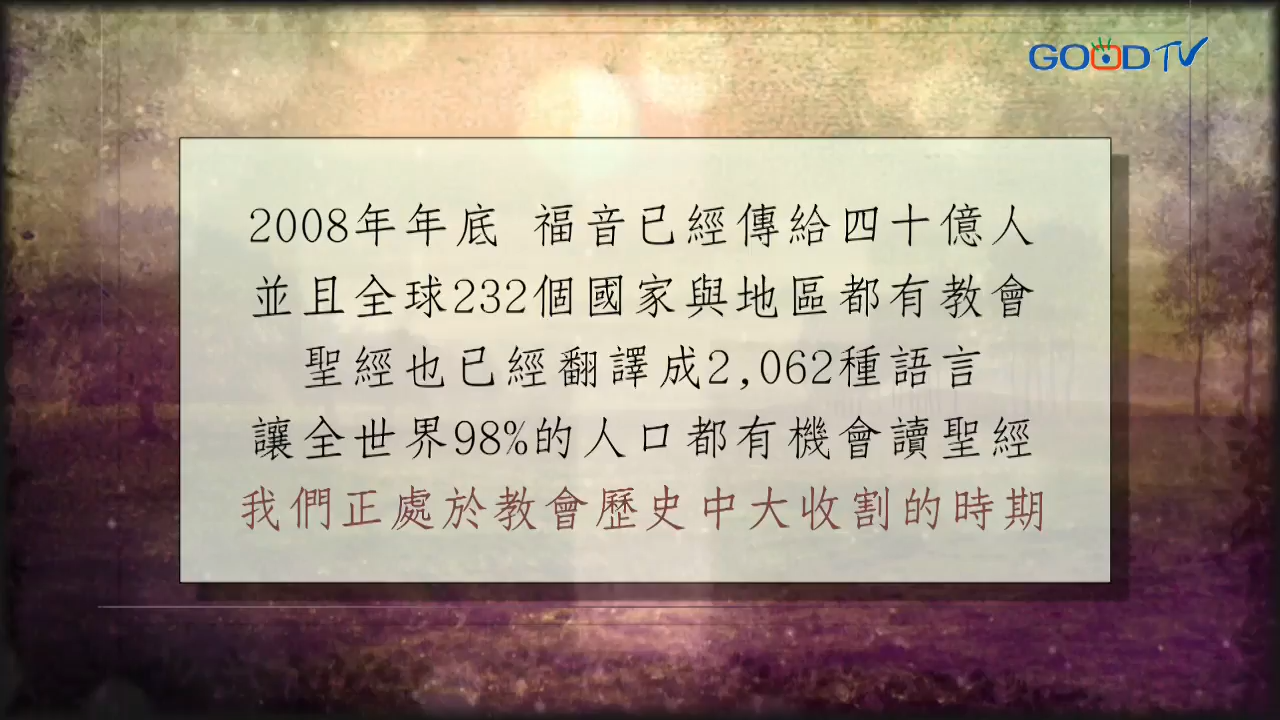 GOODTV
2008年年底 福音已經傳給四十億人
並且全球232個國家與地區都有教會
聖經也已經翻譯成2,062種語言
讓全世界98%的人口都有機會讀聖經
我們正處於教會歷史中大收割的時期